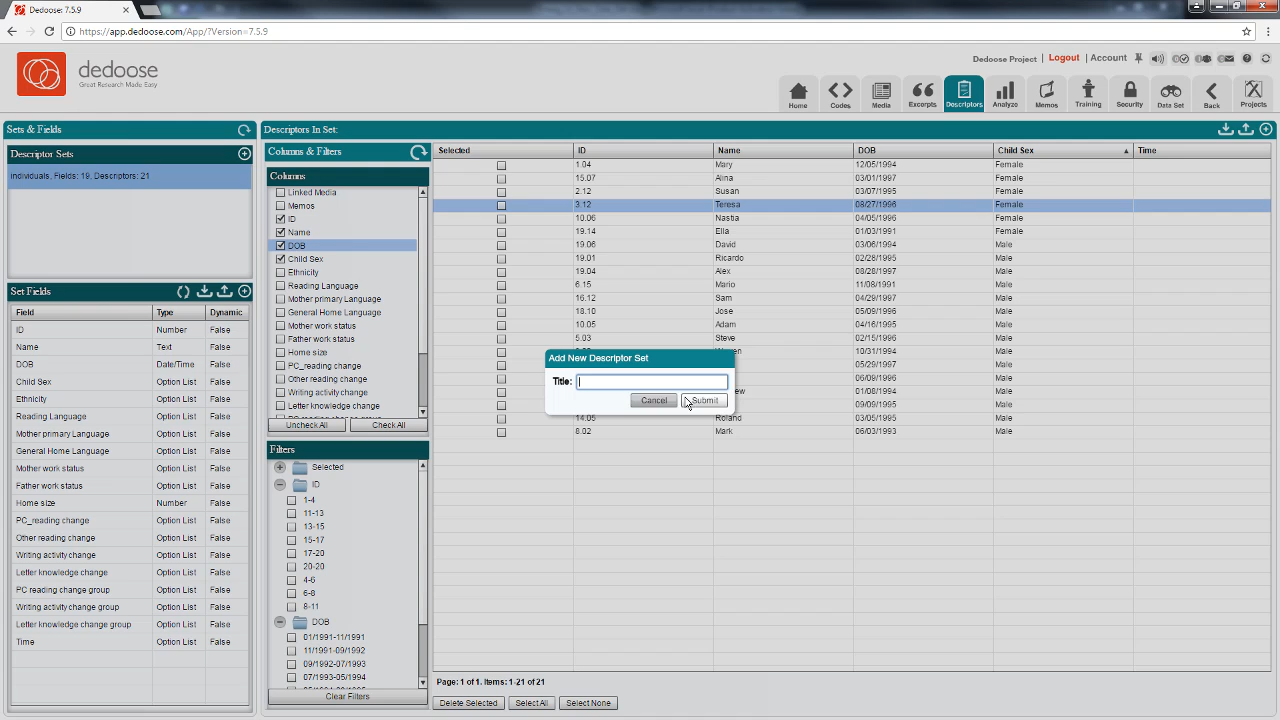 Dedoose: 7.5.9
https://app.dedoose.com/App/?Version=7.5.9
dedoose
Great Research Made Easy
Dedoose Project
Logout
Account
Home
Codes
Media
Excerpts
Descriptors
Analyze
Memos
Training
Security
Data Set
Back
Projects
Sets & Fields
Descriptor Sets
individuals, Fields: 19, Descriptors: 21
Set Fields
Field Type Dynamic
ID Number False
Name Text False
DOB Date/Time False
Child Sex Option List False
Ethnicity Option List False
Reading Language Option List False
Mother primary Language Option List False
General Home Language Option List False
Mother work status Option List False
Father work status Option List False
Home size Number False
PC_reading change Option List False
Other reading change Option List False
Writing activity change Option List False
Letter knowledge change Option List False
PC reading change group Option List False
Writing activity change group Option List False
Letter knowledge change group Option List False
Time Option List False
Descriptors In Set:
Columns & Filters
Columns
Linked Media
Memos
ID
Name
DOB
Child Sex
Ethnicity
Reading Language
Mother primary Language
General Home Language
Mother work status
Father work status
Home size
PC_reading change
Other reading change
Writing activity change
Letter knowledge change
Uncheck All
Check All
Filters
Selected
ID
1-4
11-13
13-15
15-17
17-20
20-20
4-6
6-8
8-11
DOB
01/1991-11/1991
11/1991-09/1992
09/1992-07/1993
07/1993-05/1994
Clear Filters
Selected ID Name DOB Child Sex Time
1.04 Mary 12/05/1994 Female
15.07 Alina 03/01/1997 Female
2.12 Susan 03/07/1995 Female
3.12 Teresa 08/27/1996 Female
10.06 Nastia 05/09/1996 Female
19.14 Ella 01/03/1991 Female
19.06 David 03/06/1994 Male
19.01 Ricardo 02/28/1995 Male
19.04 Alex 08/28/1997 Male
6.15 Mario 11/08/1994 Male
16.12 Sam 04/29/1997 Male
18.10 Jose 05/09/1996 Male
10.05 Adam 04/16/1995 Male
5.03 Steve 02/15/1996 Male
10/31/1994 Male
Male
06/09/1996 Male
01/08/1994 Male
09/09/1995 Male
14.05 Roland 03/05/1995 Male
8.02 Mark 06/03/1993 Male
Add New Descriptor Set
Title:
Cancel
Submit
Page: 1 of 1. Items: 1-21 of 21
Delete Selected
Select All
Select None